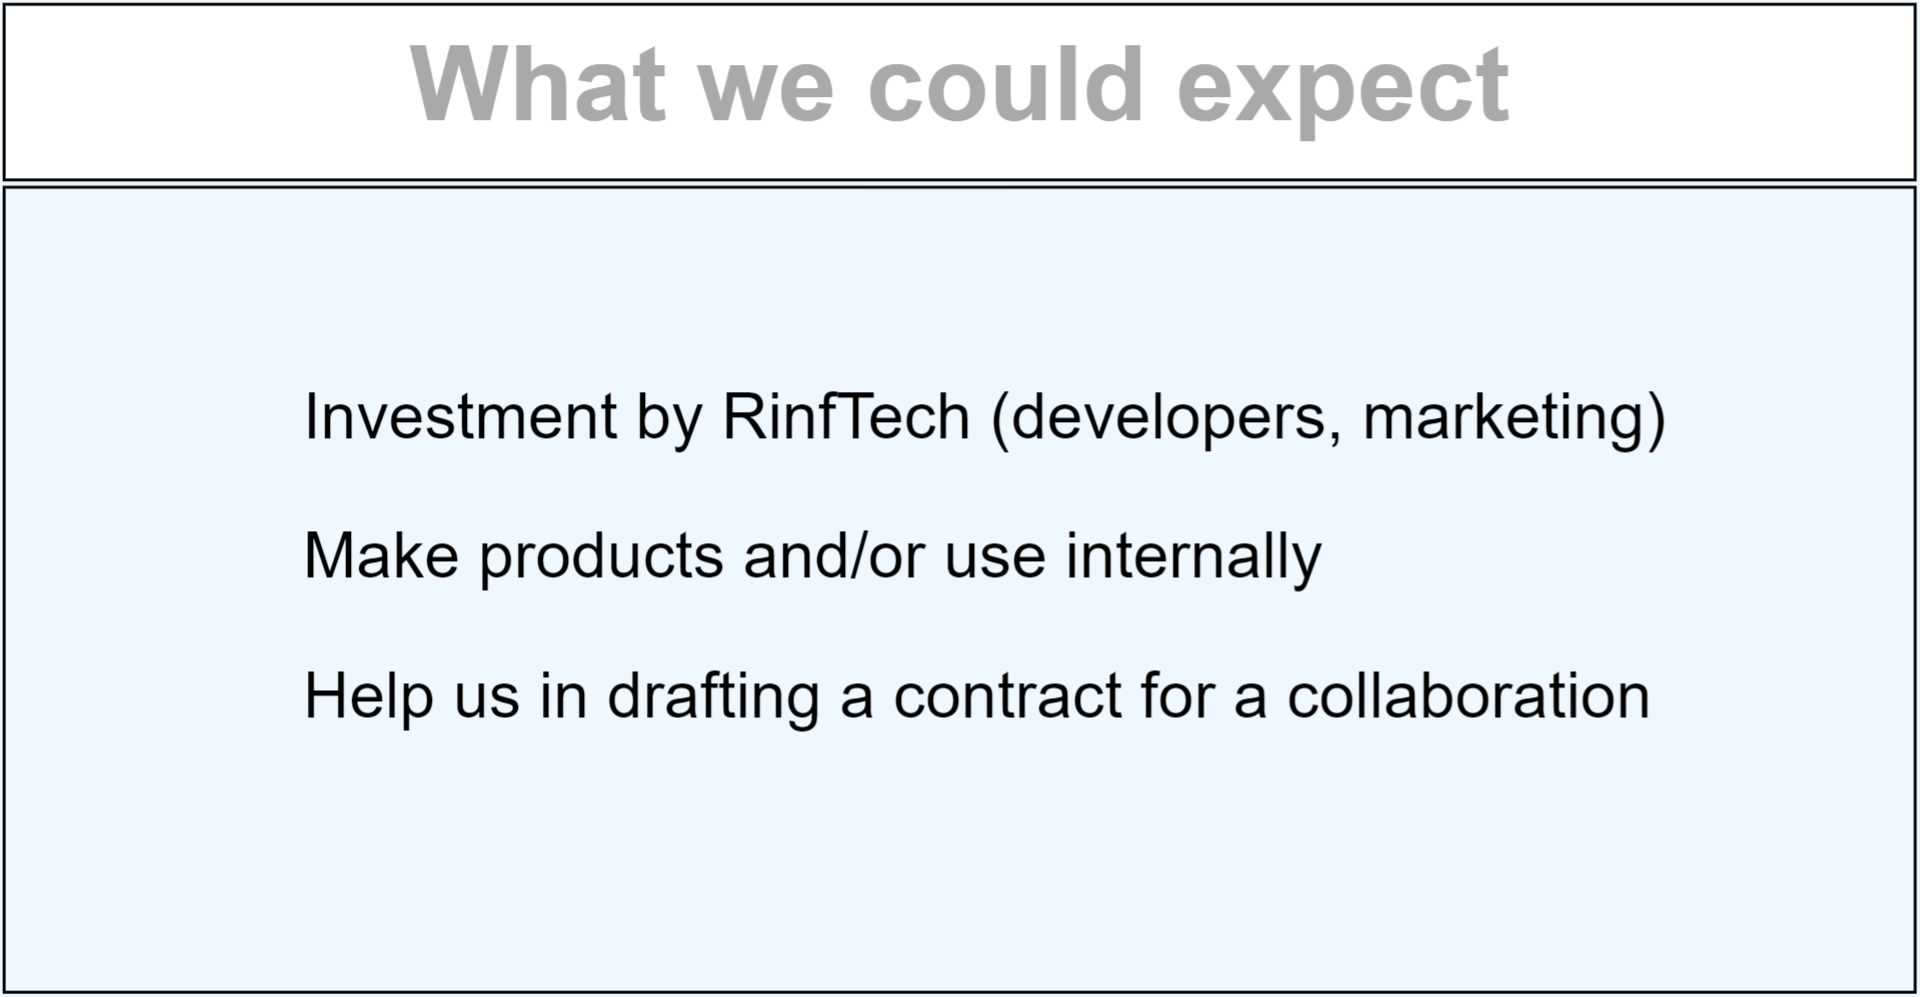 What we could expect
Investment by RinfTech (developers, marketing)
Make products and/or use internally
Help us in drafting a contract for a collaboration